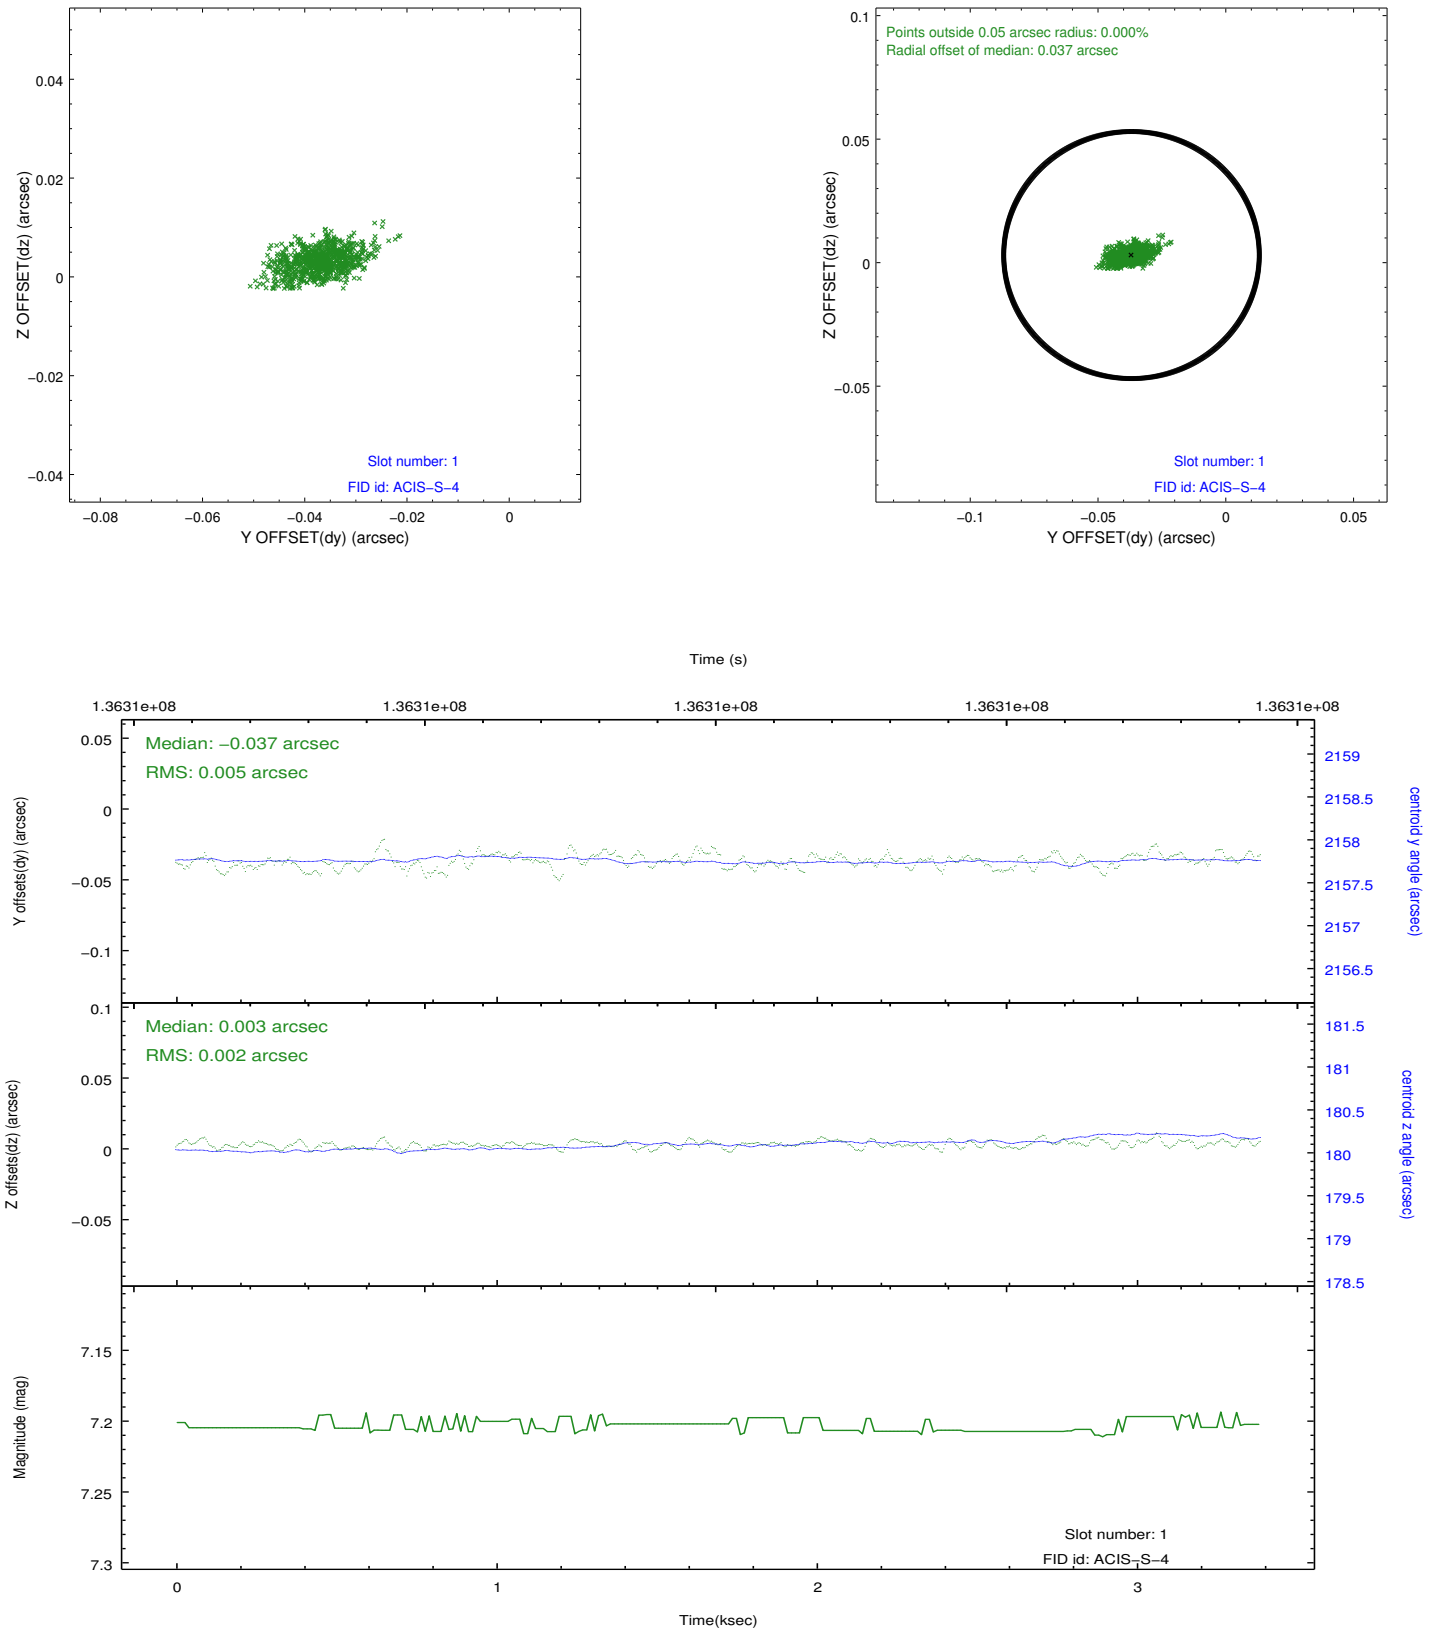 0.04
0.02
0
−0.02
−0.04
Z OFFSET(dz) (arcsec)
Slot number: 1
FID id: ACIS−S−4
−0.08 −0.06 −0.04 −0.02 0
Y OFFSET(dy) (arcsec)
0.1
0.05
0
−0.05
Z OFFSET(dz) (arcsec)
Points outside 0.05 arcsec radius: 0.000%
Radial offset of median: 0.037 arcsec
Slot number: 1
FID id: ACIS−S−4
−0.1 −0.05 0 0.05
Y OFFSET(dy) (arcsec)
Time (s)
1.3631e+08 1.3631e+08 1.3631e+08 1.3631e+08 1.3631e+08
Median: −0.037 arcsec
RMS: 0.005 arcsec
0.05
0
−0.05
−0.1
Y offsets(dy) (arcsec)
2159
2158.5
2158
2157.5
2157
2156.5
centroid y angle (arcsec)
Median: 0.003 arcsec
RMS: 0.002 arcsec
0.1
0.05
0
−0.05
Z offsets(dz) (arcsec)
181.5
181
180.5
180
179.5
179
178.5
centroid z angle (arcsec)
7.15
7.2
7.25
7.3
Magnitude (mag)
Slot number: 1
FID id: ACIS−S−4
0 1 2 3
Time(ksec)